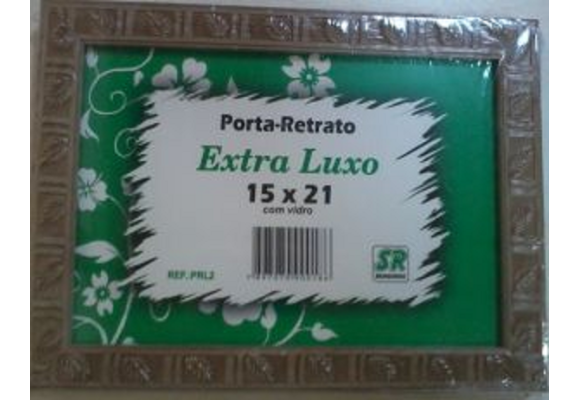 Porta-Retrato
Extra Luxo
15 x 21
com vidro
REF. PRL2
SR